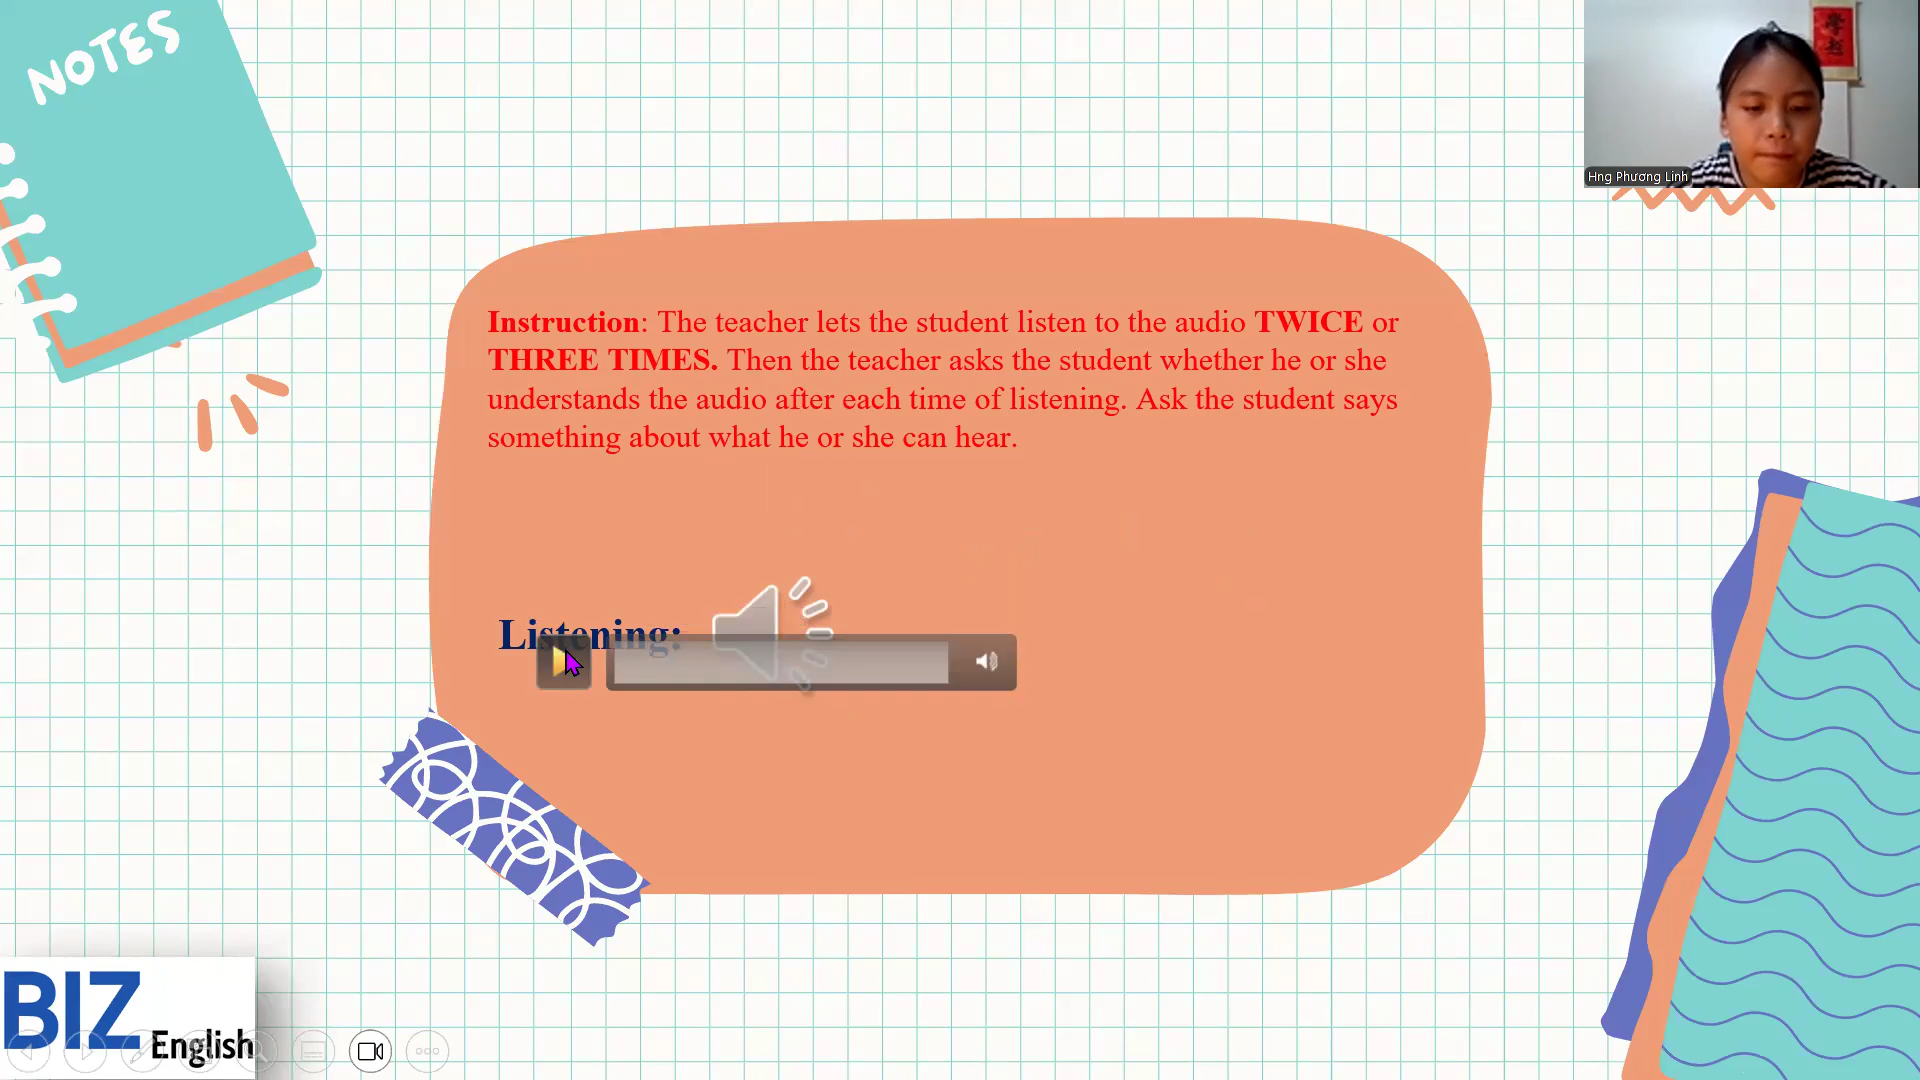 NOTES
学
Hng Phương Linh
Instruction: The teacher lets the student listen to the audio TWICE or
THREE TIMES. Then the teacher asks the student whether he or she
understands the audio after each time of listening. Ask the student says
something about what he or she can hear.
Listening:
BIZ
English